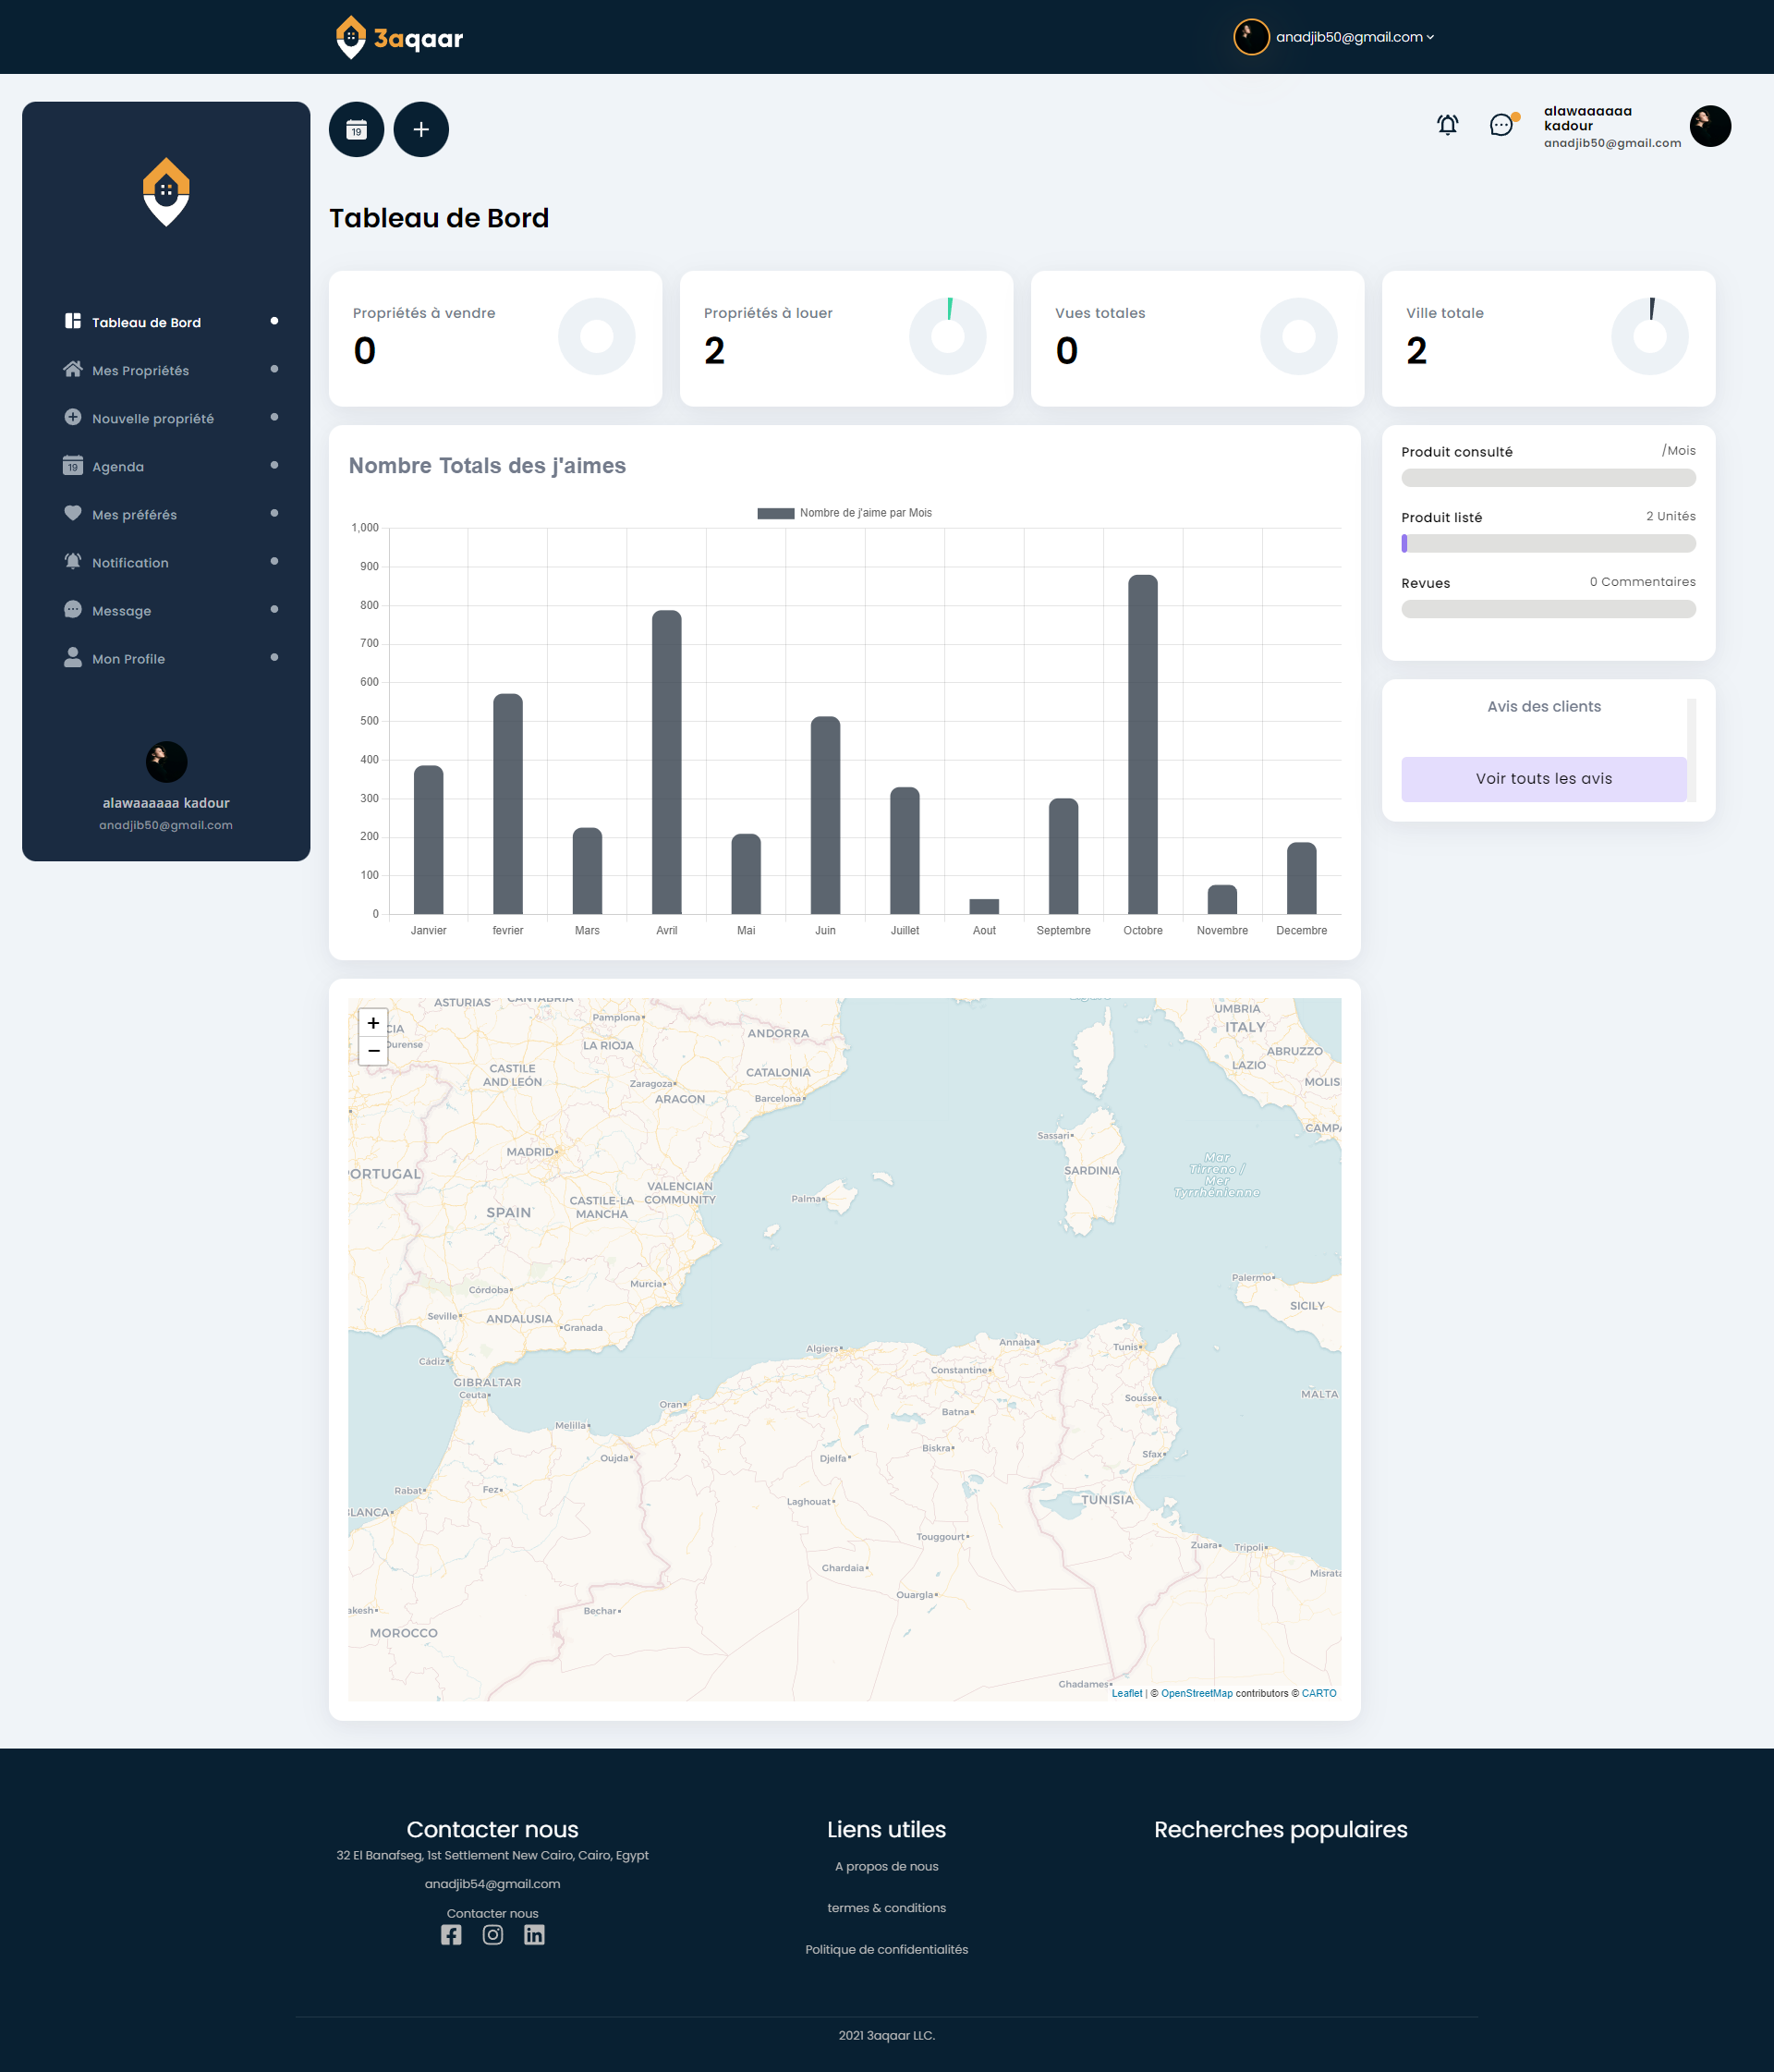 3aqaar
anadjib50@gmail.com
19
alawaaaaaa
kadour
anadjib50@gmail.com
Tableau de Bord
Mes Propriétés
Nouvelle propriété
19
Agenda
Mes préférés
Notification
Message
Mon Profile
alawaaaaaa kadour
anadjib50@gmail.com
Tableau de Bord
Propriétés à vendre
0
Propriétés à louer
2
Vues totales
0
Ville totale
2
Nombre Totals des j'aimes
Nombre de j'aime par Mois
1,000
900
800
700
600
500
400
300
200
100
0
Janvier fevrier Mars Avril Mai Juin Juillet Aout Septembre Octobre Novembre Decembre
Produit consulté /Mois
Produit listé 2 Unités
Revues 0 Commentaires
Avis des clients
Voir touts les avis
+
−
ASTURIAS
CANTABRIA
Pamplona
ANDORRA
UMBRIA
ITALY
CIA
Ourense
LA RIOJA
ABRUZZO
LAZIO
CASTILE
AND LEÓN
CATALONIA
Zaragoza
MOLIS
ARAGON
Barcelona
CAMPA
Sassari
MADRID
Mar
Tirreno /
Mer
Tyrrhénienne
PORTUGAL
SARDINIA
VALENCIAN
COMMUNITY
Palma
CASTILE-LA
MANCHA
SPAIN
Palermo
Murcia
Córdoba
SICILY
Seville
ANDALUSIA
Granada
Annaba
Tunis
Algiers
Cádiz
Constantine
GIBRALTAR
Ceuta
MALTA
Sousse
Oran
Batna
Melilla
Biskra
Sfax
Oujda
Djelfa
Rabat
Fez
Laghouat
TUNISIA
BLANCA
Touggourt
Zuara
Tripoli
Ghardaia
Misrata
Ouargla
akesh
Bechar
MOROCCO
Ghadames
Leaflet | © OpenStreetMap contributors © CARTO
Contacter nous
32 El Banafseg, 1st Settlement New Cairo, Cairo, Egypt
anadjib54@gmail.com
Contacter nous
Liens utiles
A propos de nous
termes & conditions
Politique de confidentialités
Recherches populaires
2021 3aqaar LLC.